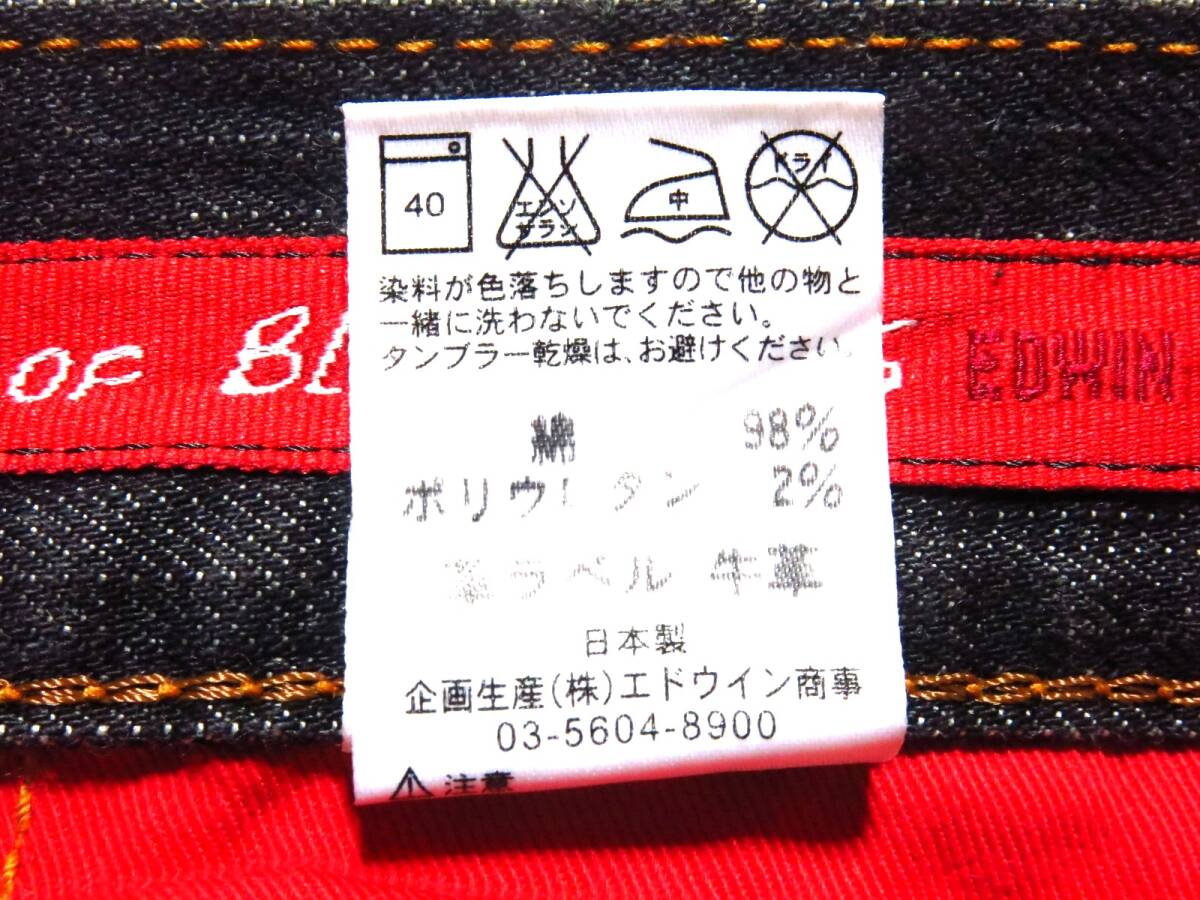 40
エンソ
サラシ
中
ドライ
染料が色落ちしますので他の物と
一緒に洗わないでください。
タンブラー乾燥は、お避けください。
OF
EDWIN
綿 98%
ポリウレタン 2%
ラベル 牛革
日本製
企画生産(株)エドウイン商事
03-5604-8900
注意